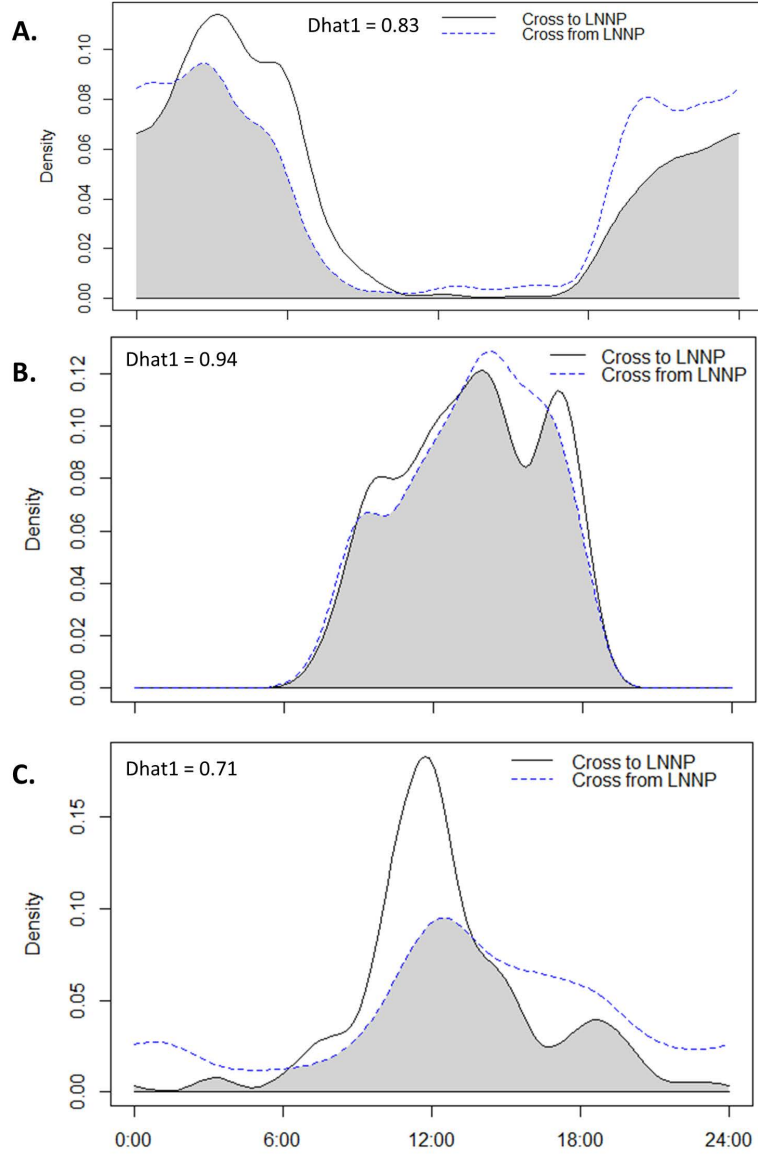 A.
Dhat1 = 0.83
Cross to LNNP
Cross from LNNP
Density
0.10
0.08
0.06
0.04
0.02
0.00
B.
Dhat1 = 0.94
Cross to LNNP
Cross from LNNP
Density
0.12
0.10
0.08
0.06
0.04
0.02
0.00
C.
Dhat1 = 0.71
Cross to LNNP
Cross from LNNP
Density
0.15
0.10
0.05
0.00
0:00 6:00 12:00 18:00 24:00